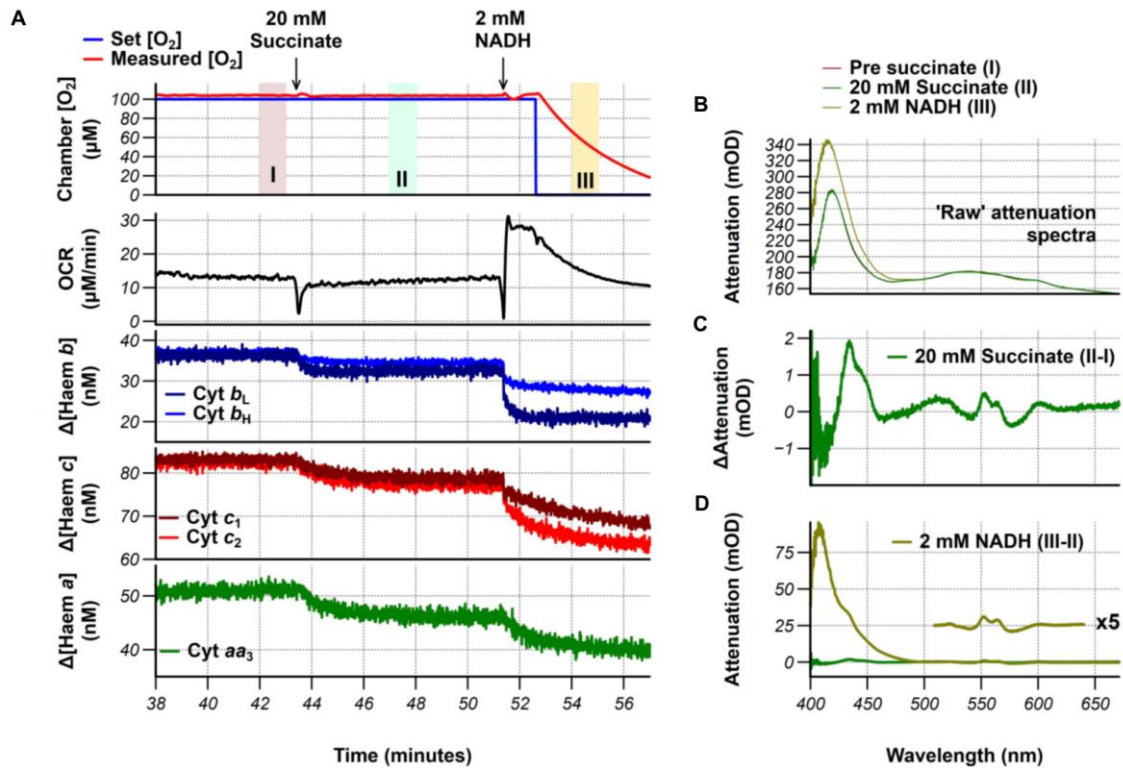 A
20 mM
Succinate
2 mM
NADH
Set [O₂]
Measured [O₂]
Chamber [O₂]
(µM)
100
80
60
40
20
0
I
II
III
OCR
(µM/min)
30
20
10
0
Δ[Haem b]
(nM)
40
30
20
Cyt bL
Cyt bH
Δ[Haem c]
(nM)
80
70
60
Cyt c₁
Cyt c₂
Δ[Haem a]
(nM)
50
40
Cyt aa₃
38 40 42 44 46 48 50 52 54 56
Time (minutes)
Pre succinate (I)
20 mM Succinate (II)
2 mM NADH (III)
B
Attenuation (mOD)
340
320
300
280
260
240
220
200
180
160
'Raw' attenuation
spectra
400 450 500 550 600 650
C
ΔAttenuation
(mOD)
2
1
0
−1
20 mM Succinate (II-I)
D
Attenuation (mOD)
75
50
25
0
2 mM NADH (III-II)
x5
400 450 500 550 600 650
Wavelength (nm)